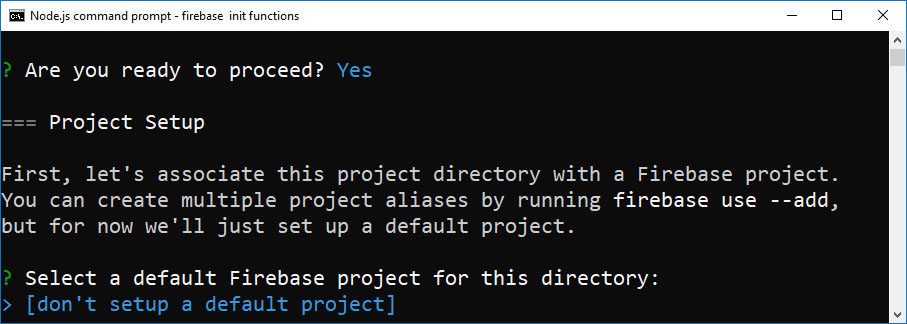 Node.js command prompt - firebase  init functions
? Are you ready to proceed? Yes
=== Project Setup
First, let's associate this project directory with a Firebase project.
You can create multiple project aliases by running firebase use --add,
but for now we'll just set up a default project.
? Select a default Firebase project for this directory:
> [don't setup a default project]